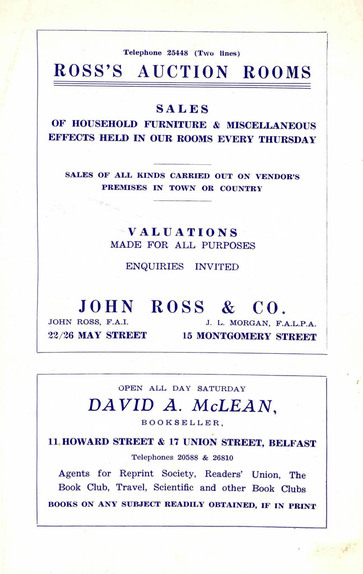 Telephone 25448 (Two lines)
ROSS'S AUCTION ROOMS
SALES
OF HOUSEHOLD FURNITURE & MISCELLANEOUS
EFFECTS HELD IN OUR ROOMS EVERY THURSDAY
SALES OF ALL KINDS CARRIED OUT ON VENDOR'S
PREMISES IN TOWN OR COUNTRY
VALUATIONS
MADE FOR ALL PURPOSES
ENQUIRIES INVITED
JOHN ROSS & CO.
JOHN ROSS, F.A.I. J. L. MORGAN, F.A.L.P.A.
22/26 MAY STREET 15 MONTGOMERY STREET
OPEN ALL DAY SATURDAY
DAVID A. McLEAN,
BOOKSELLER,
11 HOWARD STREET & 17 UNION STREET, BELFAST
Telephones 20588 & 26810
Agents for Reprint Society, Readers' Union, The
Book Club, Travel, Scientific and other Book Clubs
BOOKS ON ANY SUBJECT READILY OBTAINED, IF IN PRINT